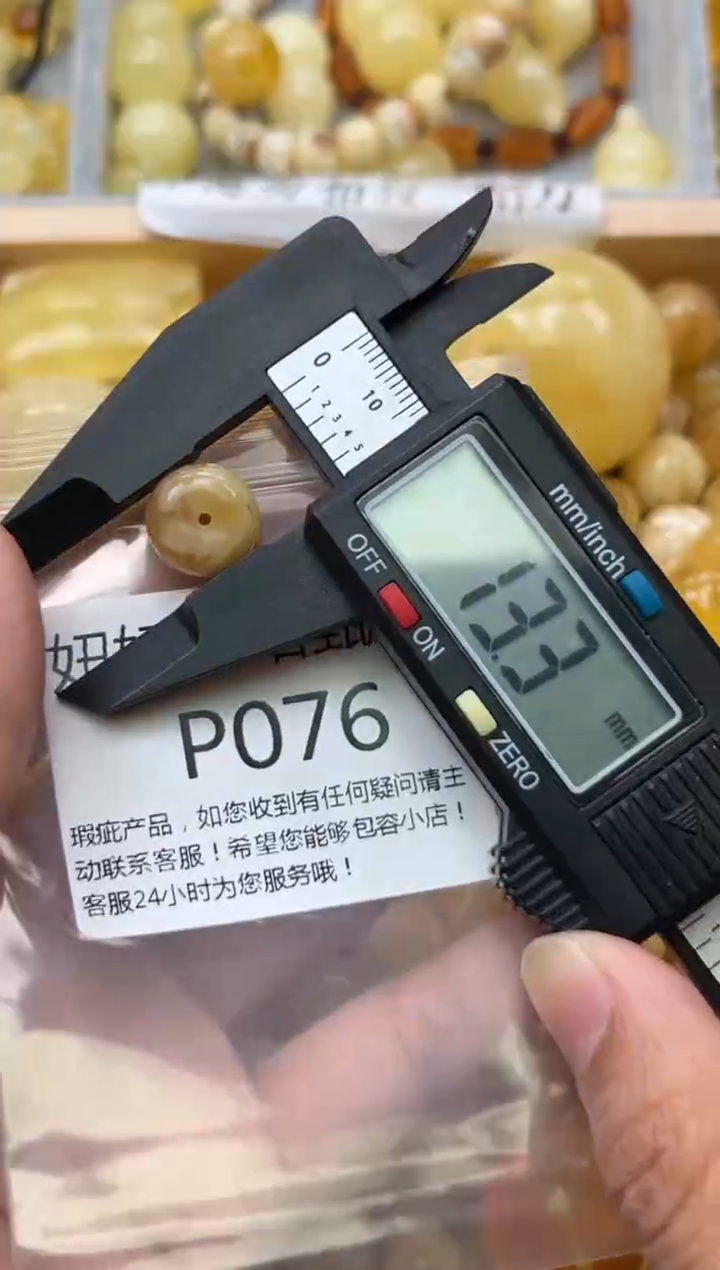 0 10
1 2 3 4 5
mm/inch
OFF
ON
13.3
mm
ZERO
P076
瑕疵产品，如您收到有任何疑问请主
动联系客服！希望您能够包容小店！
客服24小时为您服务哦！